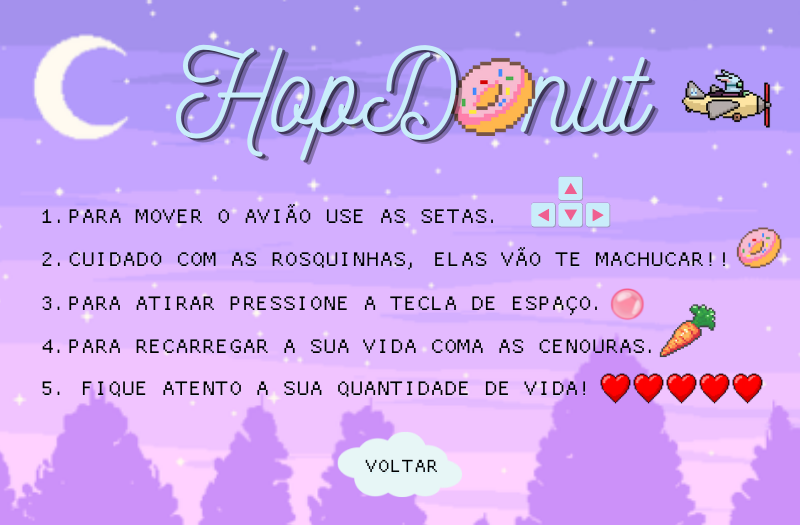 HopDonut
1. PARA MOVER O AVIÃO USE AS SETAS.
2. CUIDADO COM AS ROSQUINHAS, ELAS VÃO TE MACHUCAR!!
3. PARA ATIRAR PRESSIONE A TECLA DE ESPAÇO.
4. PARA RECARREGAR A SUA VIDA COMA AS CENOURAS.
5. FIQUE ATENTO A SUA QUANTIDADE DE VIDA!
VOLTAR